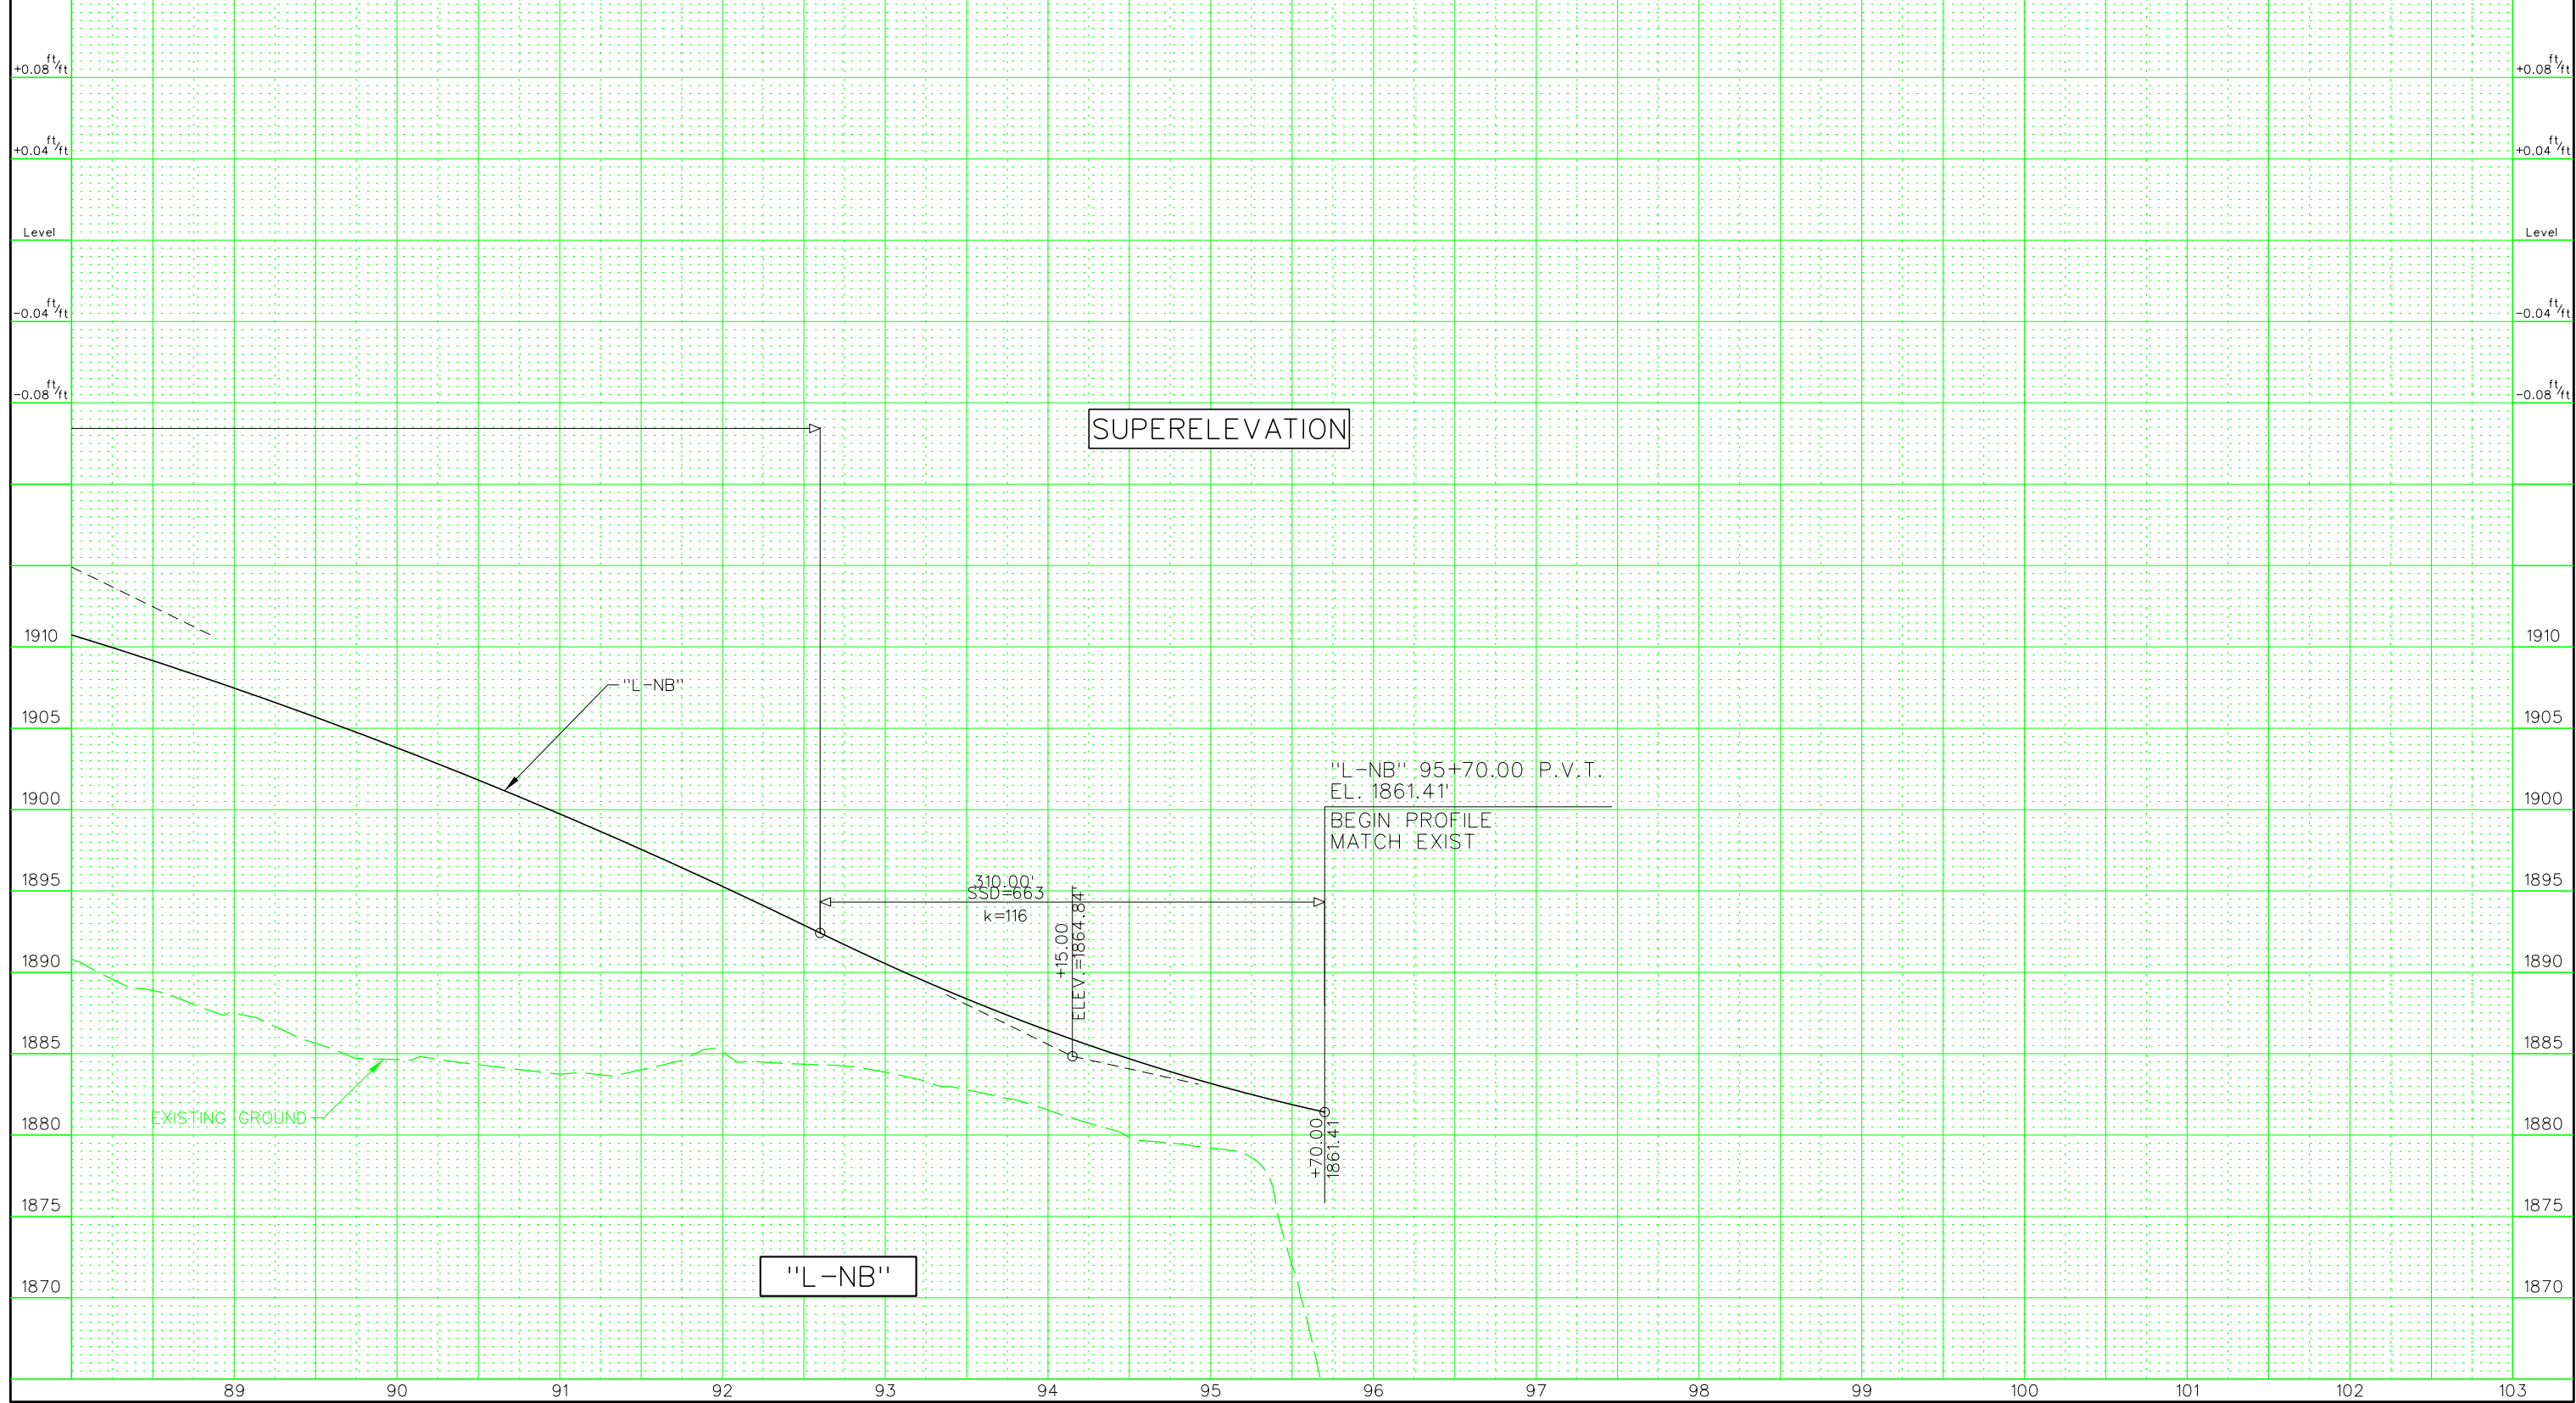 +0.08 ft/ft
+0.08 ft/ft
+0.04 ft/ft
+0.04 ft/ft
Level
Level
-0.04 ft/ft
-0.04 ft/ft
-0.08 ft/ft
-0.08 ft/ft
SUPERELEVATION
1910
1910
"L-NB"
1905
1905
"L-NB" 95+70.00 P.V.T.
EL. 1861.41'
1900
1900
BEGIN PROFILE
MATCH EXIST
1895
1895
310.00'
SSD=663
k=116
+15.00
ELEV.=1864.84'
1890
1890
1885
1885
EXISTING GROUND
1880
1880
+70.00
1861.41'
1875
1875
"L-NB"
1870
1870
89 90 91 92 93 94 95 96 97 98 99 100 101 102 103